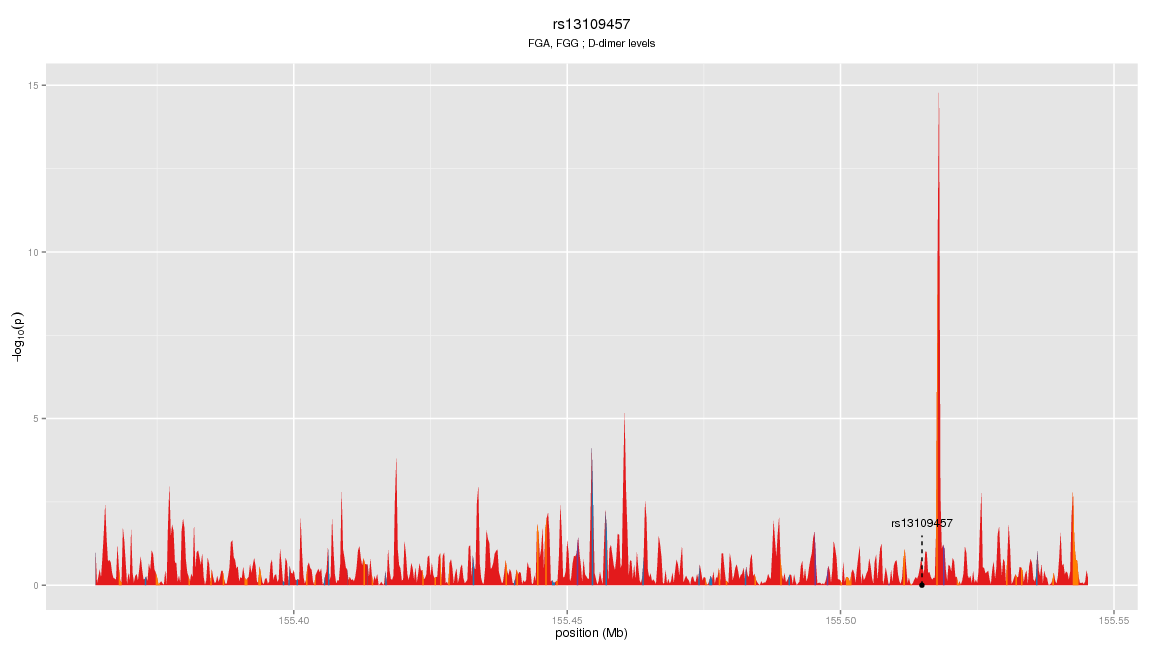 rs13109457
FGA, FGG ; D-dimer levels
15
10
5
0
−log10(p)
rs13109457
155.40
155.45
155.50
155.55
position (Mb)